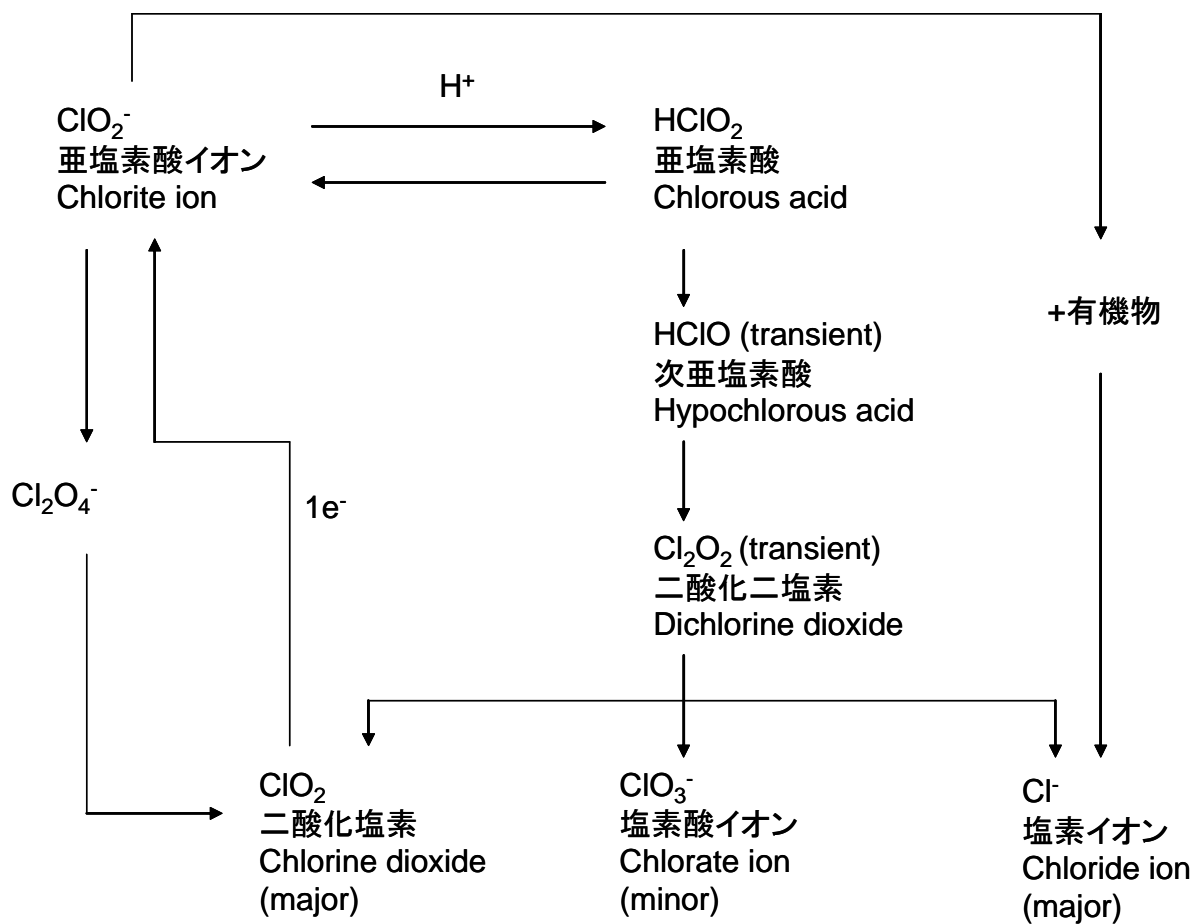 H⁺
ClO₂⁻
亜塩素酸イオン
Chlorite ion
HClO₂
亜塩素酸
Chlorous acid
+有機物
HClO (transient)
次亜塩素酸
Hypochlorous acid
Cl₂O₄⁻
1e⁻
Cl₂O₂ (transient)
二酸化二塩素
Dichlorine dioxide
ClO₂
二酸化塩素
Chlorine dioxide
(major)
ClO₃⁻
塩素酸イオン
Chlorate ion
(minor)
Cl⁻
塩素イオン
Chloride ion
(major)